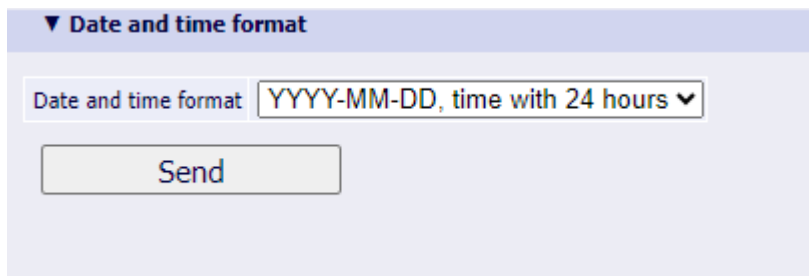 ▼ Date and time format
Date and time format YYYY-MM-DD, time with 24 hours
Send